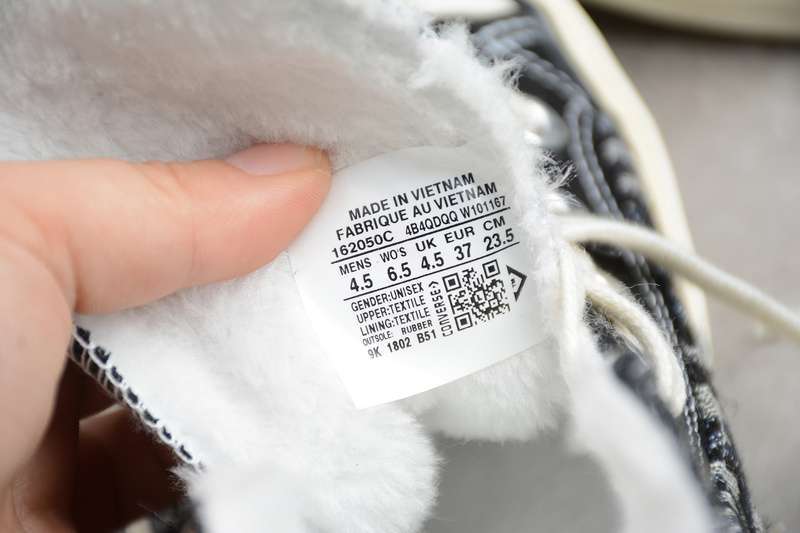 MADE IN VIETNAM
FABRIQUE AU VIETNAM
162050C 4B4QDQQ W101167
MENS WO'S UK EUR CM
4.5 6.5 4.5 37 23.5
GENDER:UNISEX
UPPER:TEXTILE
LINING:TEXTILE
OUTSOLE: RUBBER
9K 1802 B51
CONVERSE